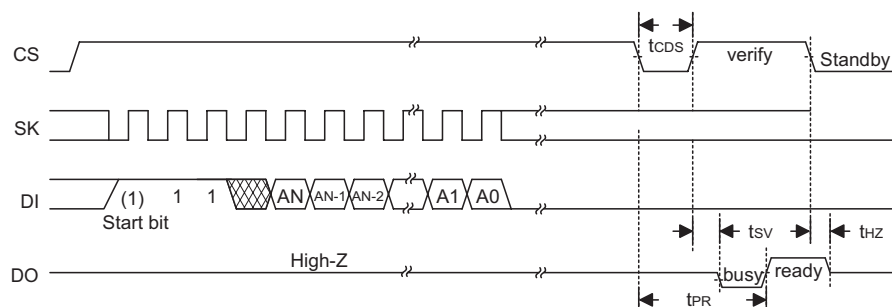 CS
tCDS
verify
Standby
SK
DI
(1) 1 1 AN AN-1 AN-2 A1 A0
Start bit
tSV
tHZ
DO
High-Z
busy
ready
tPR